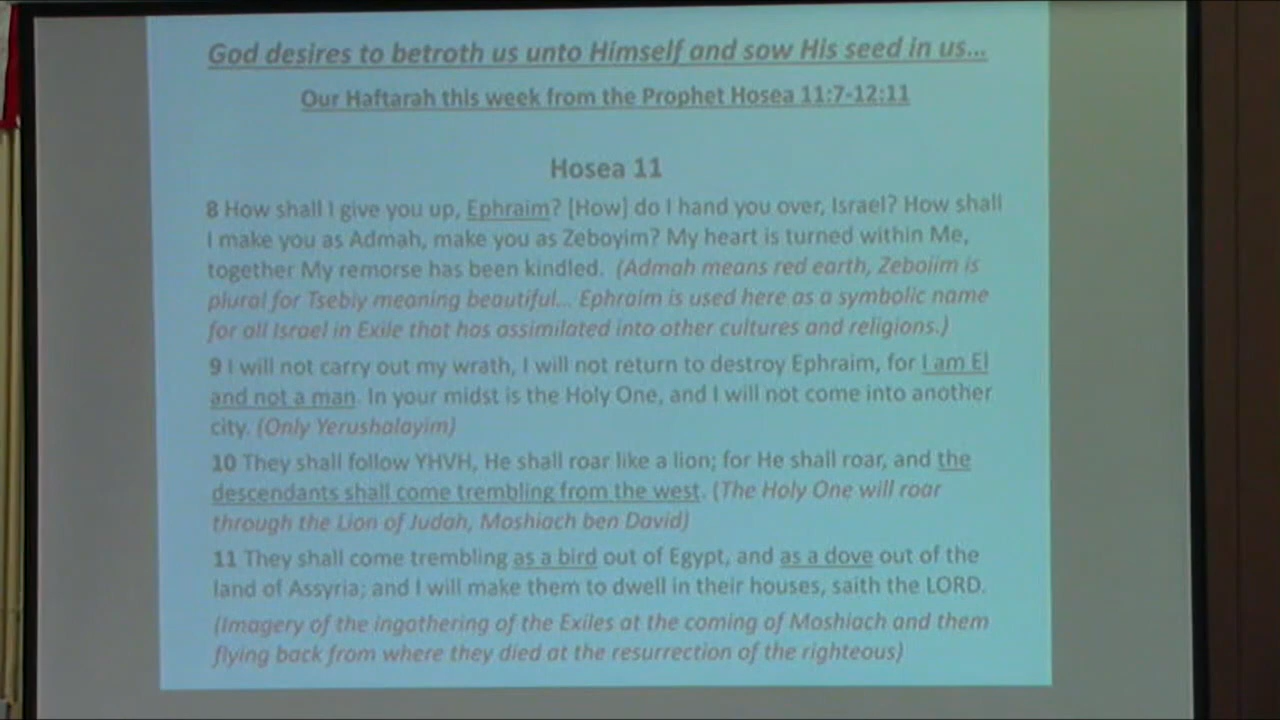 God desires to betroth us unto Himself and sow His seed in us...
Our Haftarah this week from the Prophet Hosea 11:7-12:11
Hosea 11
8 How shall I give you up, Ephraim? [How] do I hand you over, Israel? How shall
I make you as Admah, make you as Zeboyim? My heart is turned within Me,
together My remorse has been kindled. (Admah means red earth, Zeboiim is
plural for Tsebiy meaning beautiful... Ephraim is used here as a symbolic name
for all Israel in Exile that has assimilated into other cultures and religions.)
9 I will not carry out my wrath, I will not return to destroy Ephraim, for I am El
and not a man. In your midst is the Holy One, and I will not come into another
city. (Only Yerushalayim)
10 They shall follow YHVH, He shall roar like a lion; for He shall roar, and the
descendants shall come trembling from the west. (The Holy One will roar
through the Lion of Judah, Moshiach ben David)
11 They shall come trembling as a bird out of Egypt, and as a dove out of the
land of Assyria; and I will make them to dwell in their houses, saith the LORD.
(Imagery of the ingathering of the Exiles at the coming of Moshiach and them
flying back from where they died at the resurrection of the righteous)